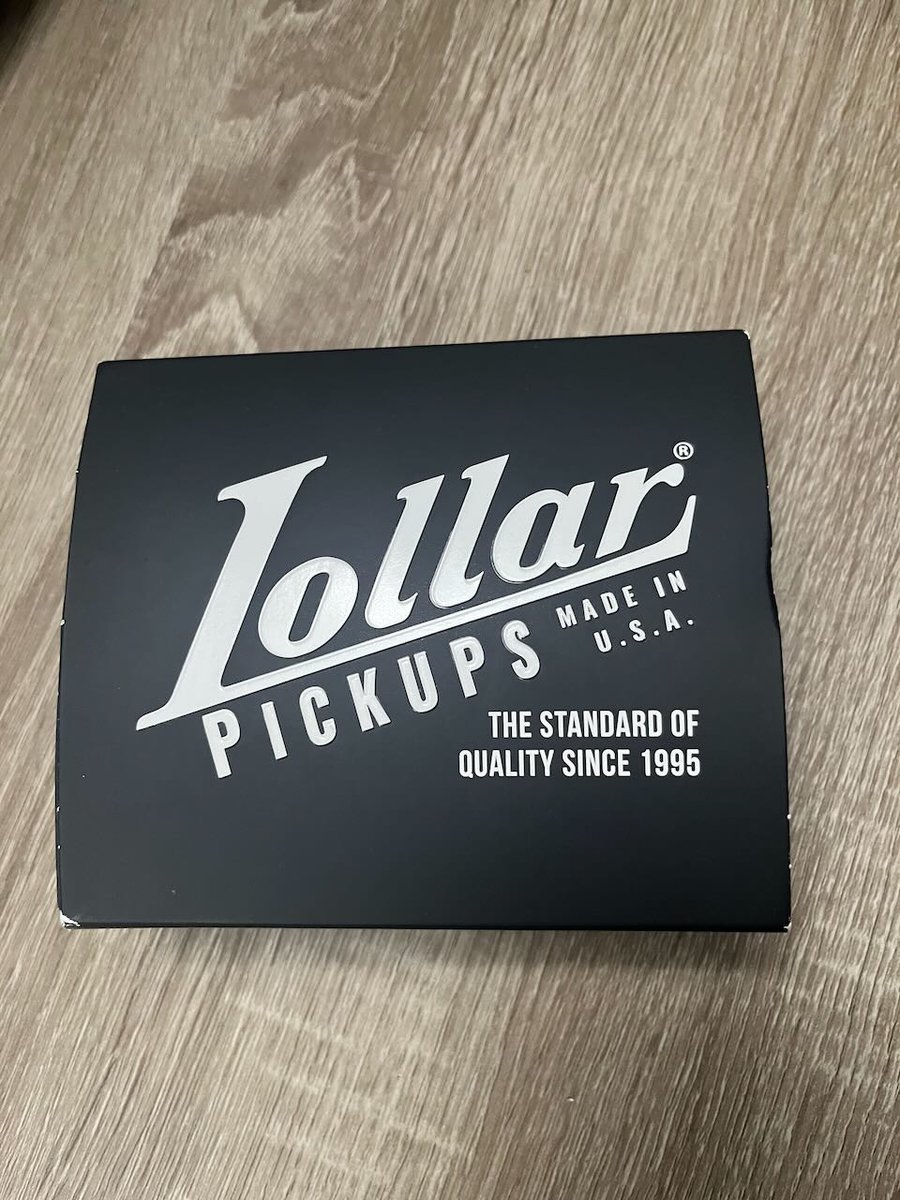 Lollar®
PICKUPS
MADE IN
U.S.A.
THE STANDARD OF
QUALITY SINCE 1995